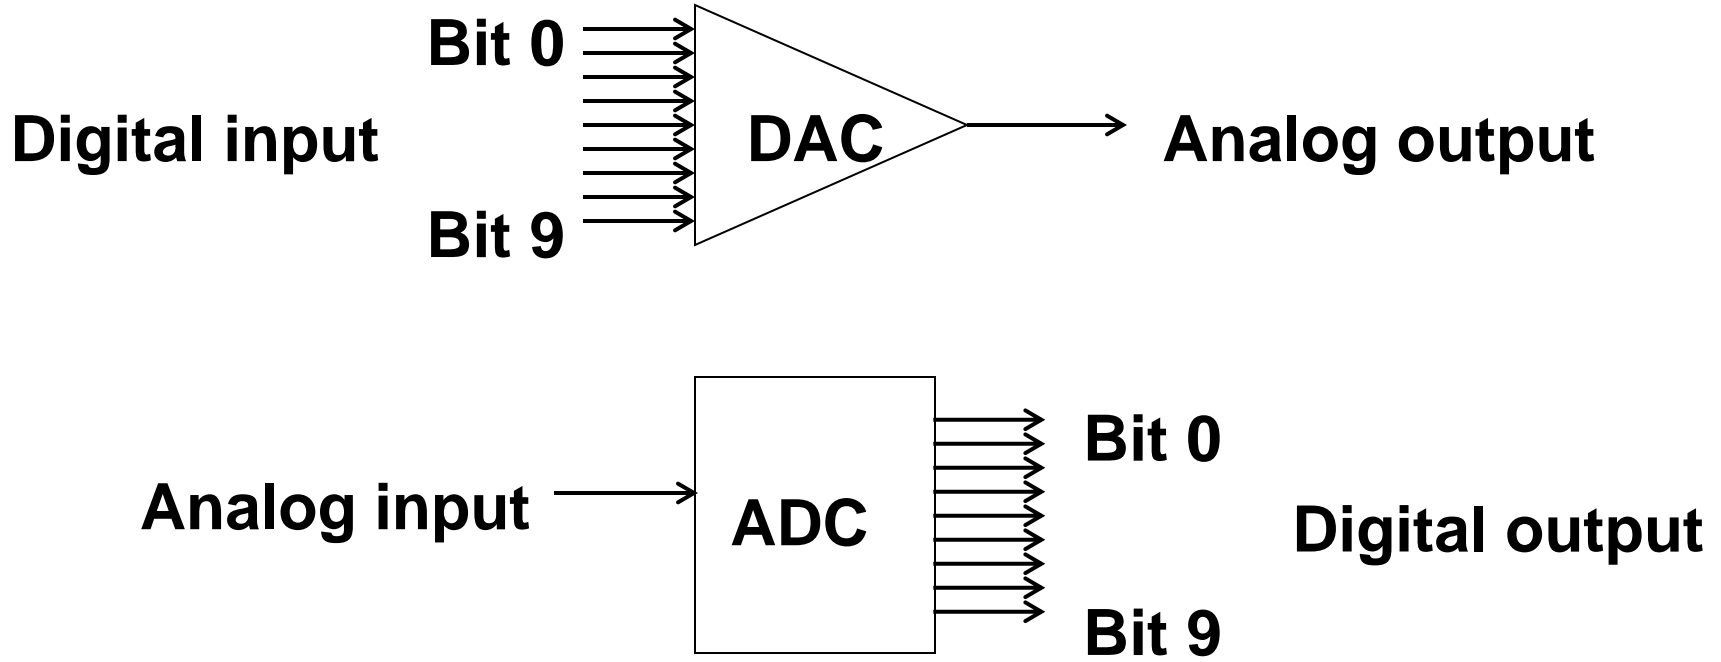 Bit 0
Digital input
DAC
Analog output
Bit 9
Bit 0
Analog input
ADC
Digital output
Bit 9